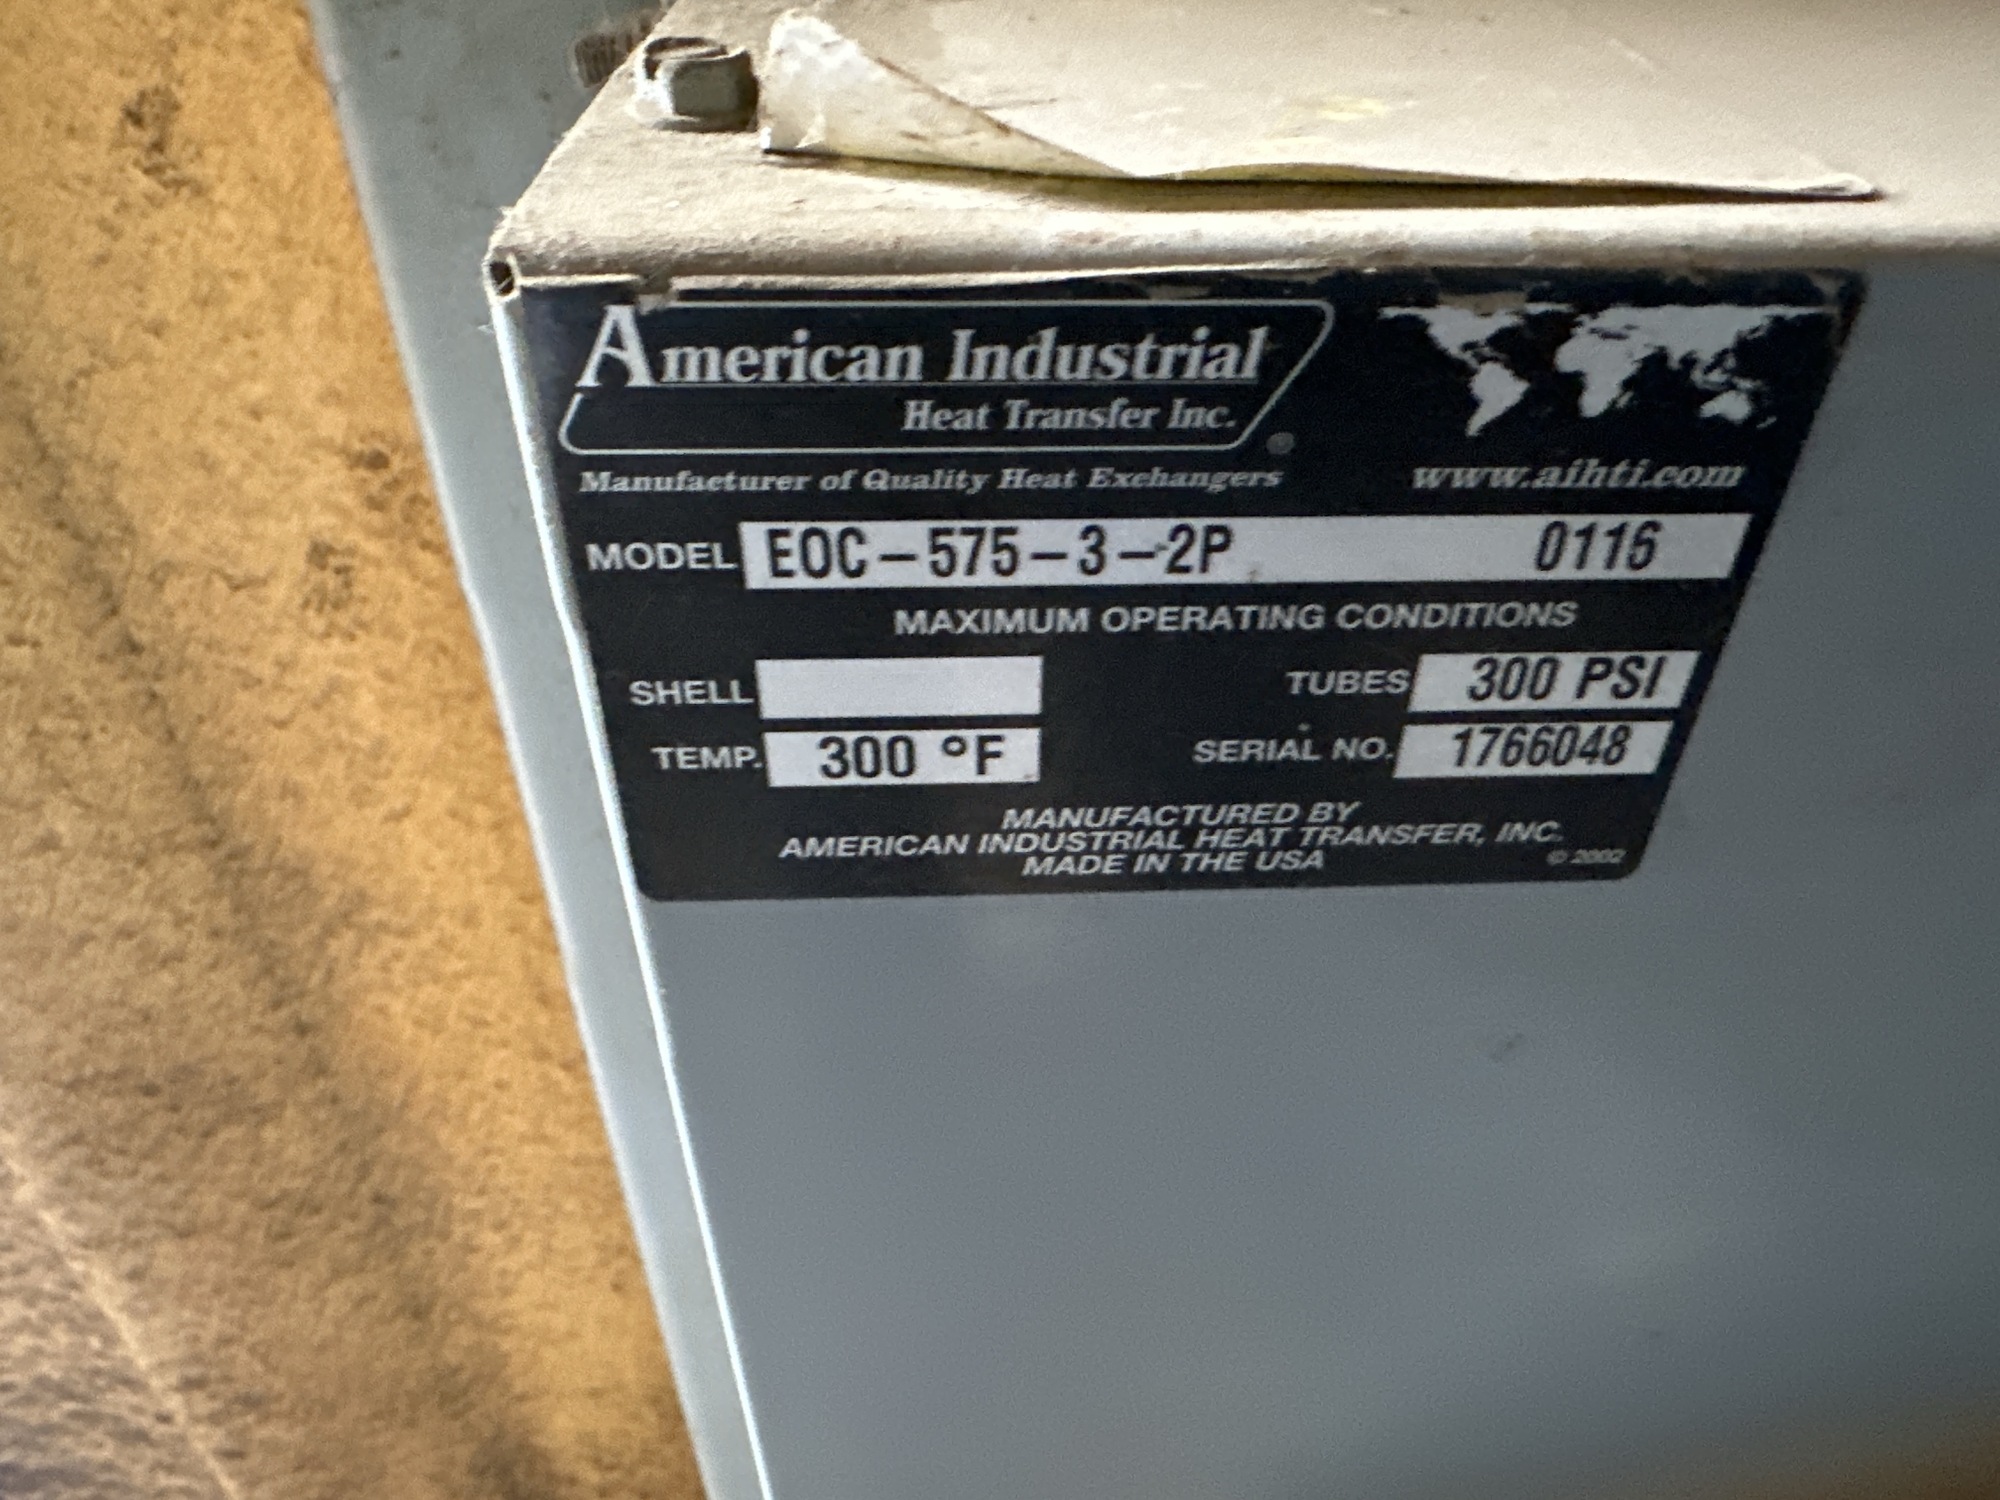 American Industrial
Heat Transfer Inc.
Manufacturer of Quality Heat Exchangers
www.aihti.com
MODEL EOC-575-3-2P 0116
MAXIMUM OPERATING CONDITIONS
SHELL TUBES 300 PSI
TEMP. 300 °F SERIAL NO. 1766048
MANUFACTURED BY
AMERICAN INDUSTRIAL HEAT TRANSFER, INC.
MADE IN THE USA © 2002